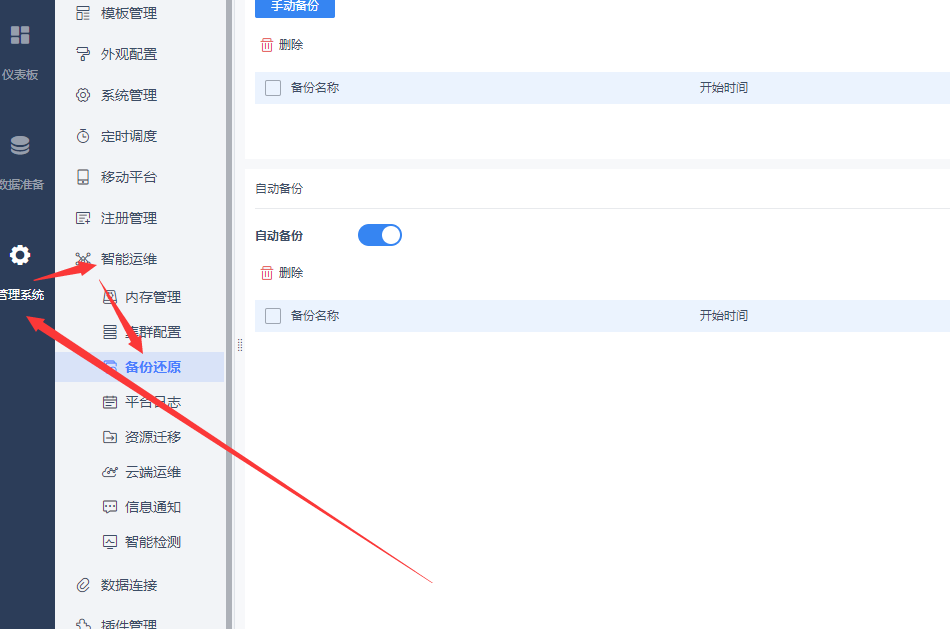 仪表板
数据准备
管理系统
模板管理
外观配置
系统管理
定时调度
移动平台
注册管理
智能运维
内存管理
集群配置
备份还原
平台日志
资源迁移
云端运维
信息通知
智能检测
数据连接
插件管理
手动备份
删除
备份名称 开始时间
自动备份
自动备份
删除
备份名称 开始时间